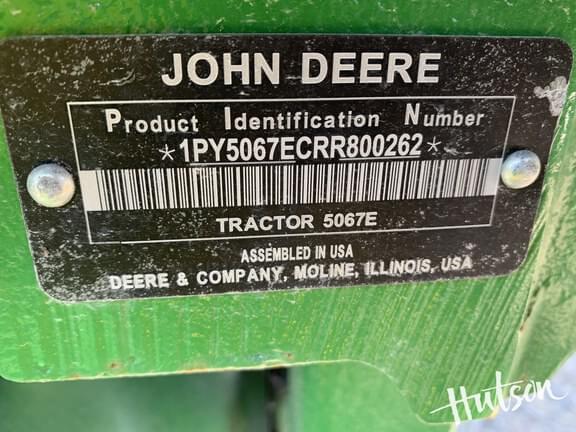 JOHN DEERE
Product Identification Number
*1PY5067ECRR800262*
TRACTOR 5067E
ASSEMBLED IN USA
DEERE & COMPANY, MOLINE, ILLINOIS, USA
Hutson